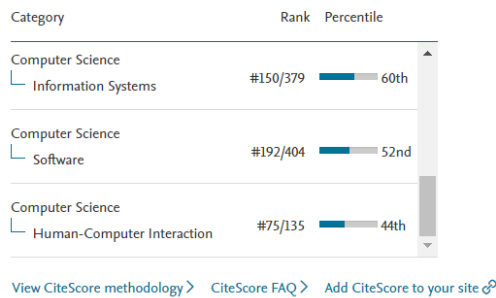 Category Rank Percentile
Computer Science
Information Systems #150/379 60th
Computer Science
Software #192/404 52nd
Computer Science
Human-Computer Interaction #75/135 44th
View CiteScore methodology > CiteScore FAQ > Add CiteScore to your site